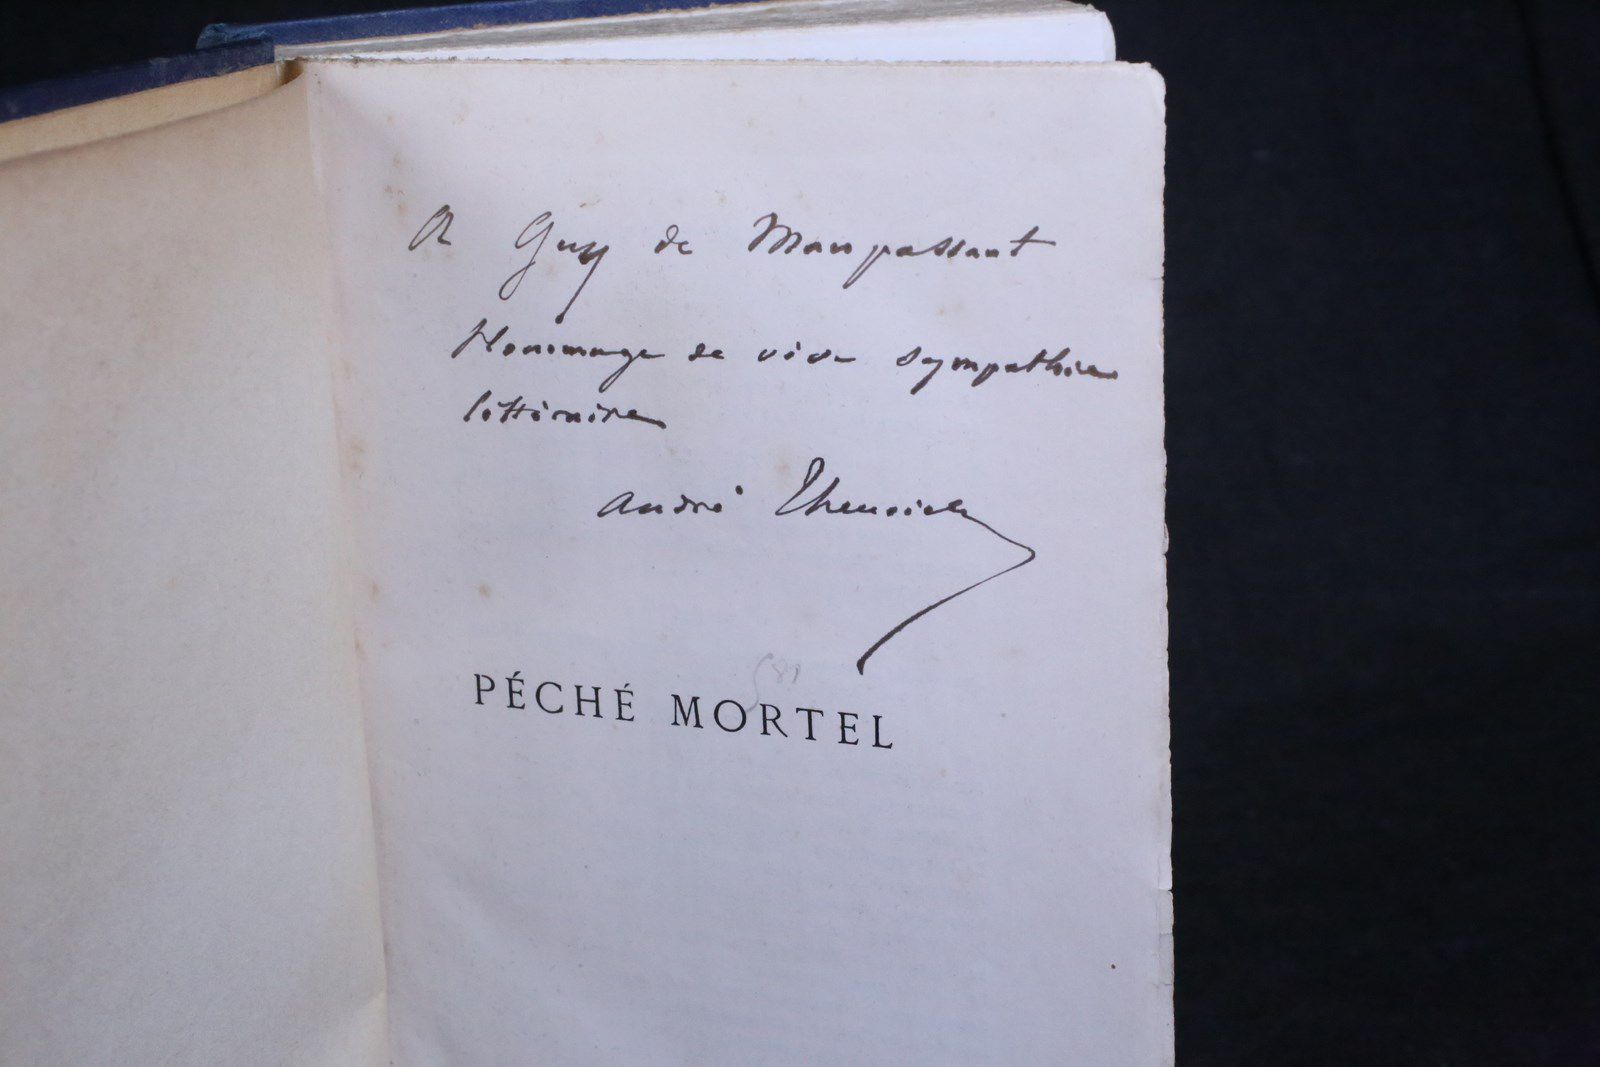 A Guy de Maupassant
Hommage de vive sympathie
littéraire
André Theuriet
PÉCHÉ MORTEL